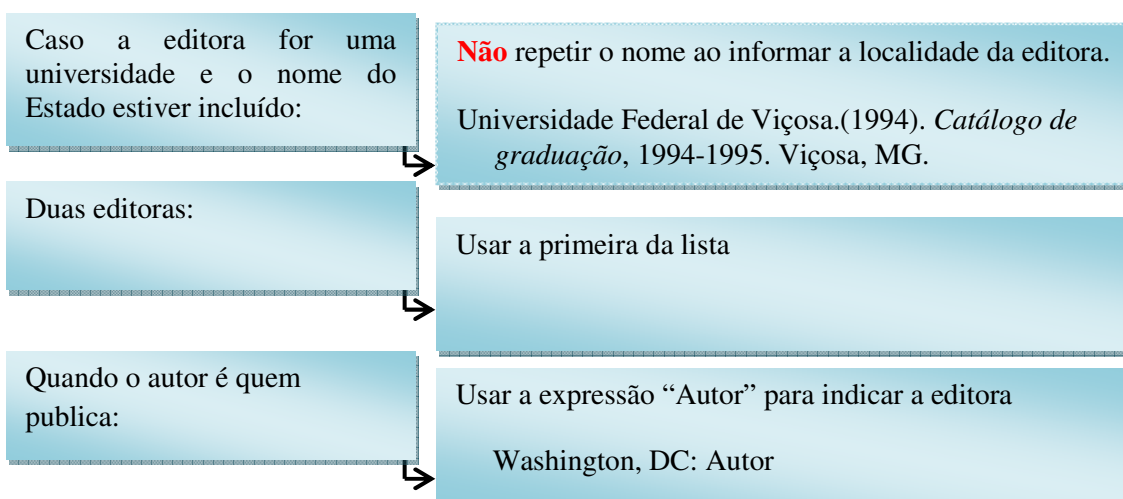 Caso a editora for uma
universidade e o nome do
Estado estiver incluído:
Não repetir o nome ao informar a localidade da editora.
Universidade Federal de Viçosa.(1994). Catálogo de
graduação, 1994-1995. Viçosa, MG.
Duas editoras:
Usar a primeira da lista
Quando o autor é quem
publica:
Usar a expressão “Autor” para indicar a editora
Washington, DC: Autor